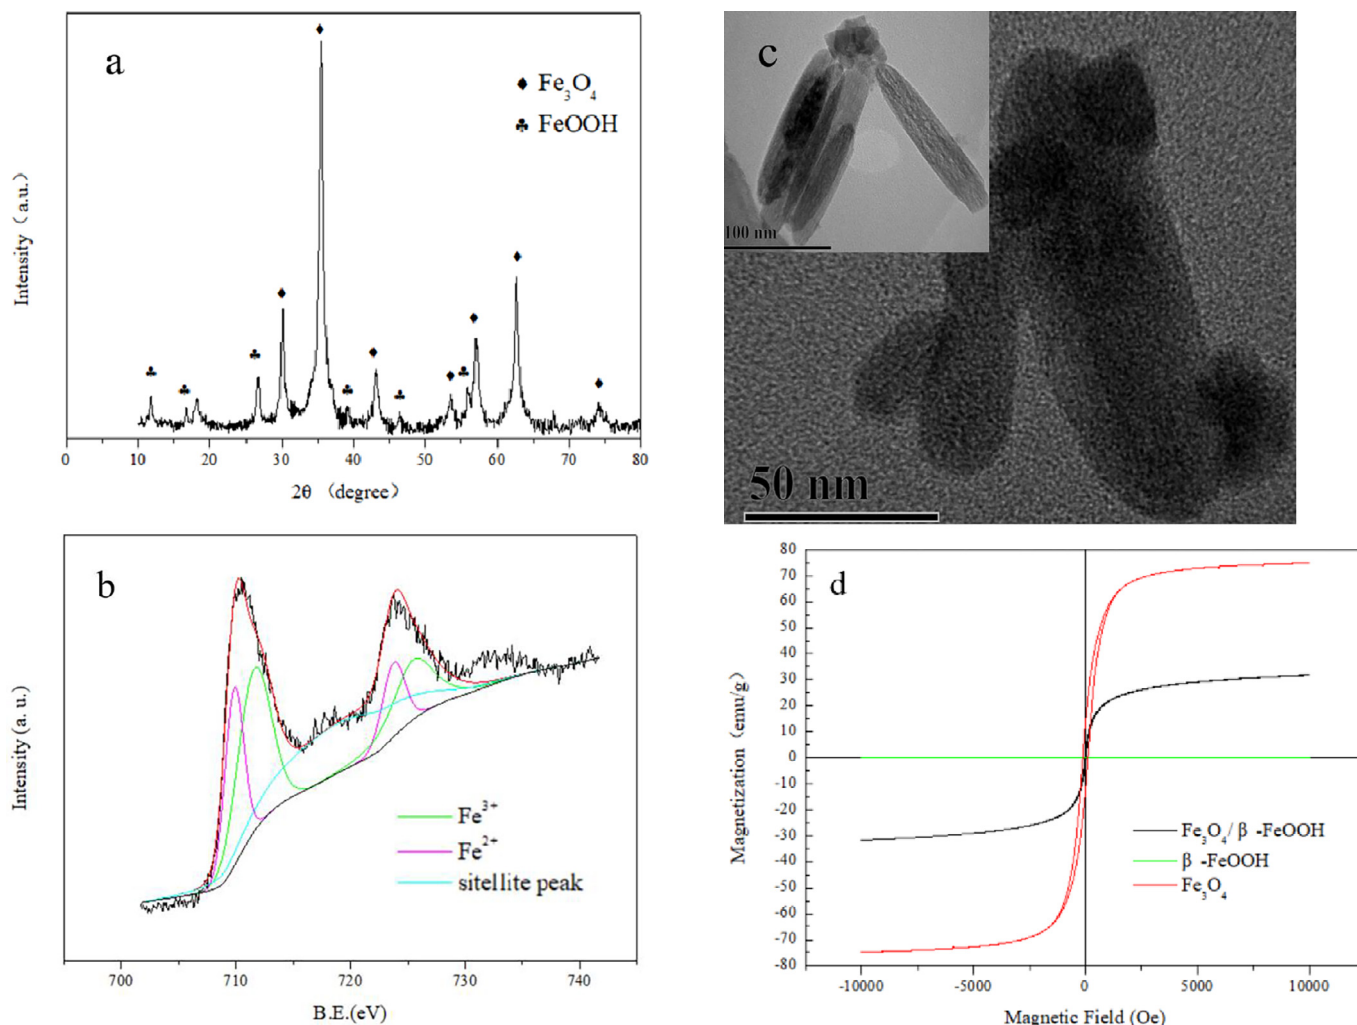 a
♦ Fe3O4
♣ FeOOH
Intensity (a.u.)
0 10 20 30 40 50 60 70 80
2θ (degree)
c
100 nm
50 nm
b
Fe3+
Fe2+
sitellite peak
Intensity (a. u.)
700 710 720 730 740
B.E.(eV)
d
80
70
60
50
40
30
20
10
0
-10
-20
-30
-40
-50
-60
-70
-80
Magnetization (emu/g)
Fe3O4/ β -FeOOH
β -FeOOH
Fe3O4
-10000 -5000 0 5000 10000
Magnetic Field (Oe)